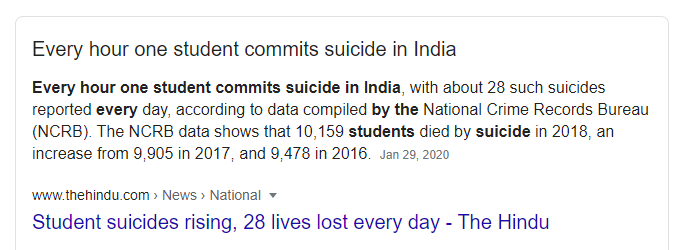 Every hour one student commits suicide in India
Every hour one student commits suicide in India, with about 28 such suicides
reported every day, according to data compiled by the National Crime Records Bureau
(NCRB). The NCRB data shows that 10,159 students died by suicide in 2018, an
increase from 9,905 in 2017, and 9,478 in 2016. Jan 29, 2020
www.thehindu.com › News › National
Student suicides rising, 28 lives lost every day - The Hindu